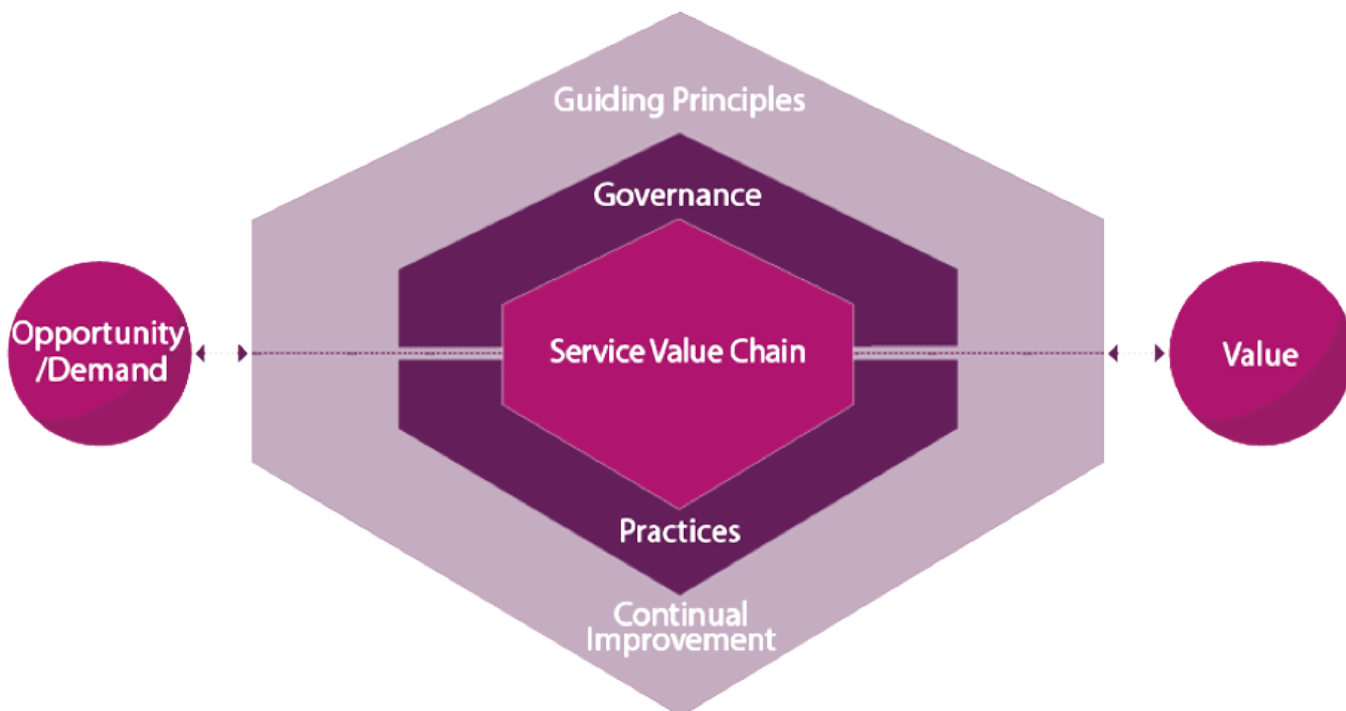 Guiding Principles
Governance
Opportunity
/Demand
Service Value Chain
Value
Practices
Continual
Improvement